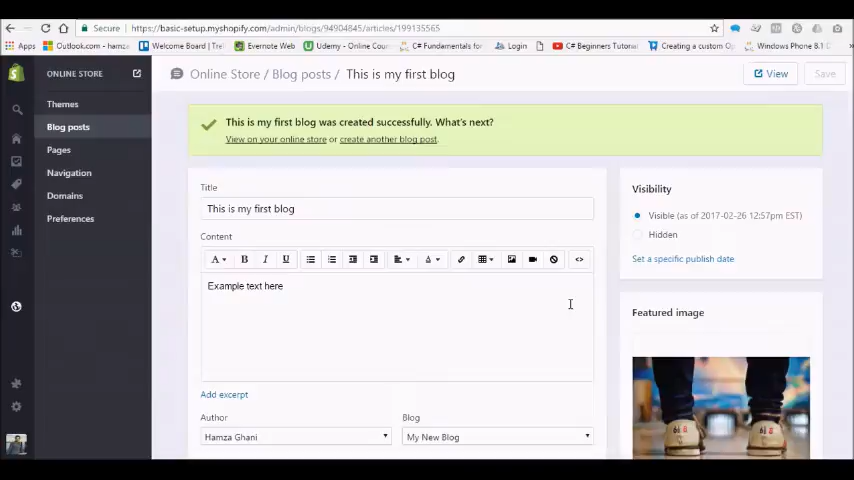 Secure https://basic-setup.myshopify.com/admin/blogs/94904845/articles/199135565
Apps Outlook.com - hamza Welcome Board | Trel Evernote Web Udemy - Online Cour C# Fundamentals for Login C# Beginners Tutorial Creating a custom O Windows Phone 8.1 D
ONLINE STORE
Themes
Blog posts
Pages
Navigation
Domains
Preferences
Online Store / Blog posts / This is my first blog
View
Save
This is my first blog was created successfully. What's next?
View on your online store or create another blog post.
Title
This is my first blog
Content
A B I U A <>
Example text here
Add excerpt
Author
Hamza Ghani
Blog
My New Blog
Visibility
Visible (as of 2017-02-26 12:57pm EST)
Hidden
Set a specific publish date
Featured image